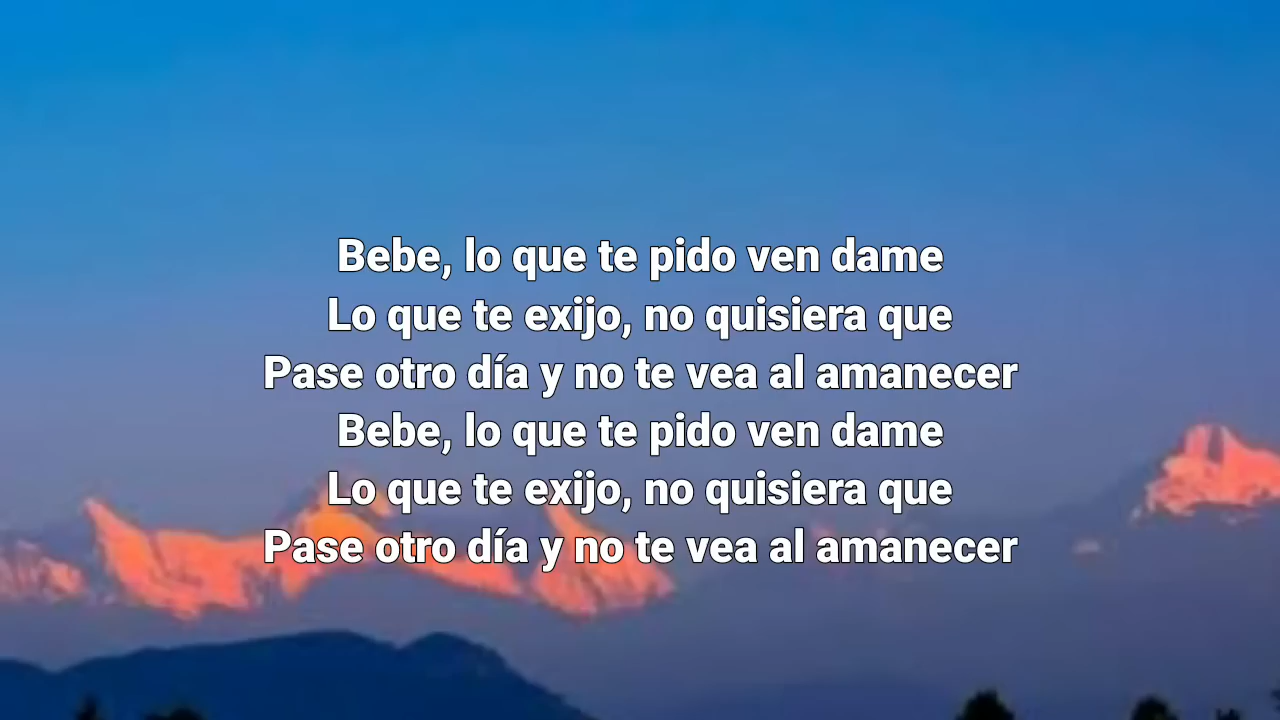 Bebe, lo que te pido ven dame
Lo que te exijo, no quisiera que
Pase otro día y no te vea al amanecer
Bebe, lo que te pido ven dame
Lo que te exijo, no quisiera que
Pase otro día y no te vea al amanecer